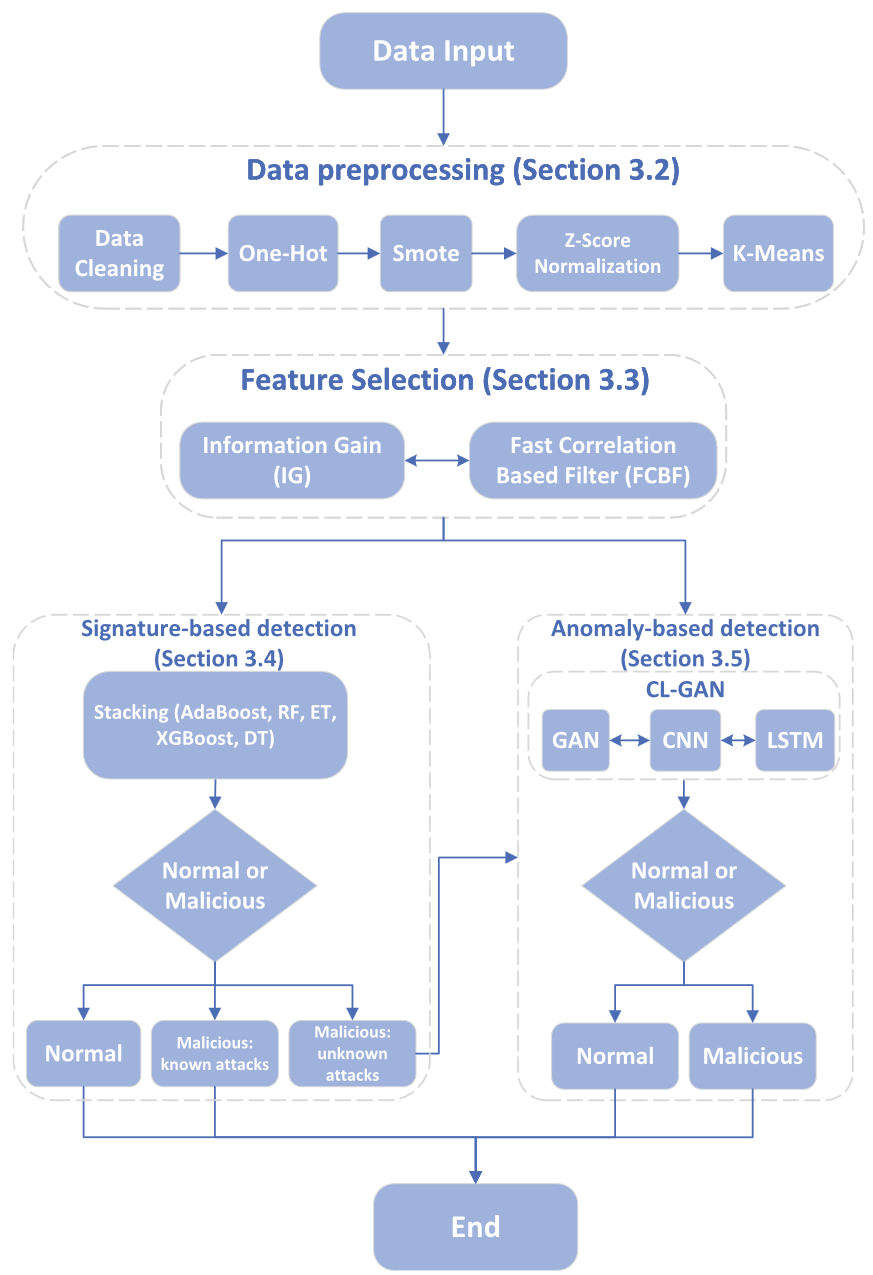 Data Input
Data preprocessing (Section 3.2)
Data
Cleaning
One-Hot
Smote
Z-Score
Normalization
K-Means
Feature Selection (Section 3.3)
Information Gain
(IG)
Fast Correlation
Based Filter (FCBF)
Signature-based detection
(Section 3.4)
Stacking (AdaBoost, RF, ET,
XGBoost, DT)
Normal or
Malicious
Normal
Malicious:
known attacks
Malicious:
unknown
attacks
Anomaly-based detection
(Section 3.5)
CL-GAN
GAN
CNN
LSTM
Normal or
Malicious
Normal
Malicious
End